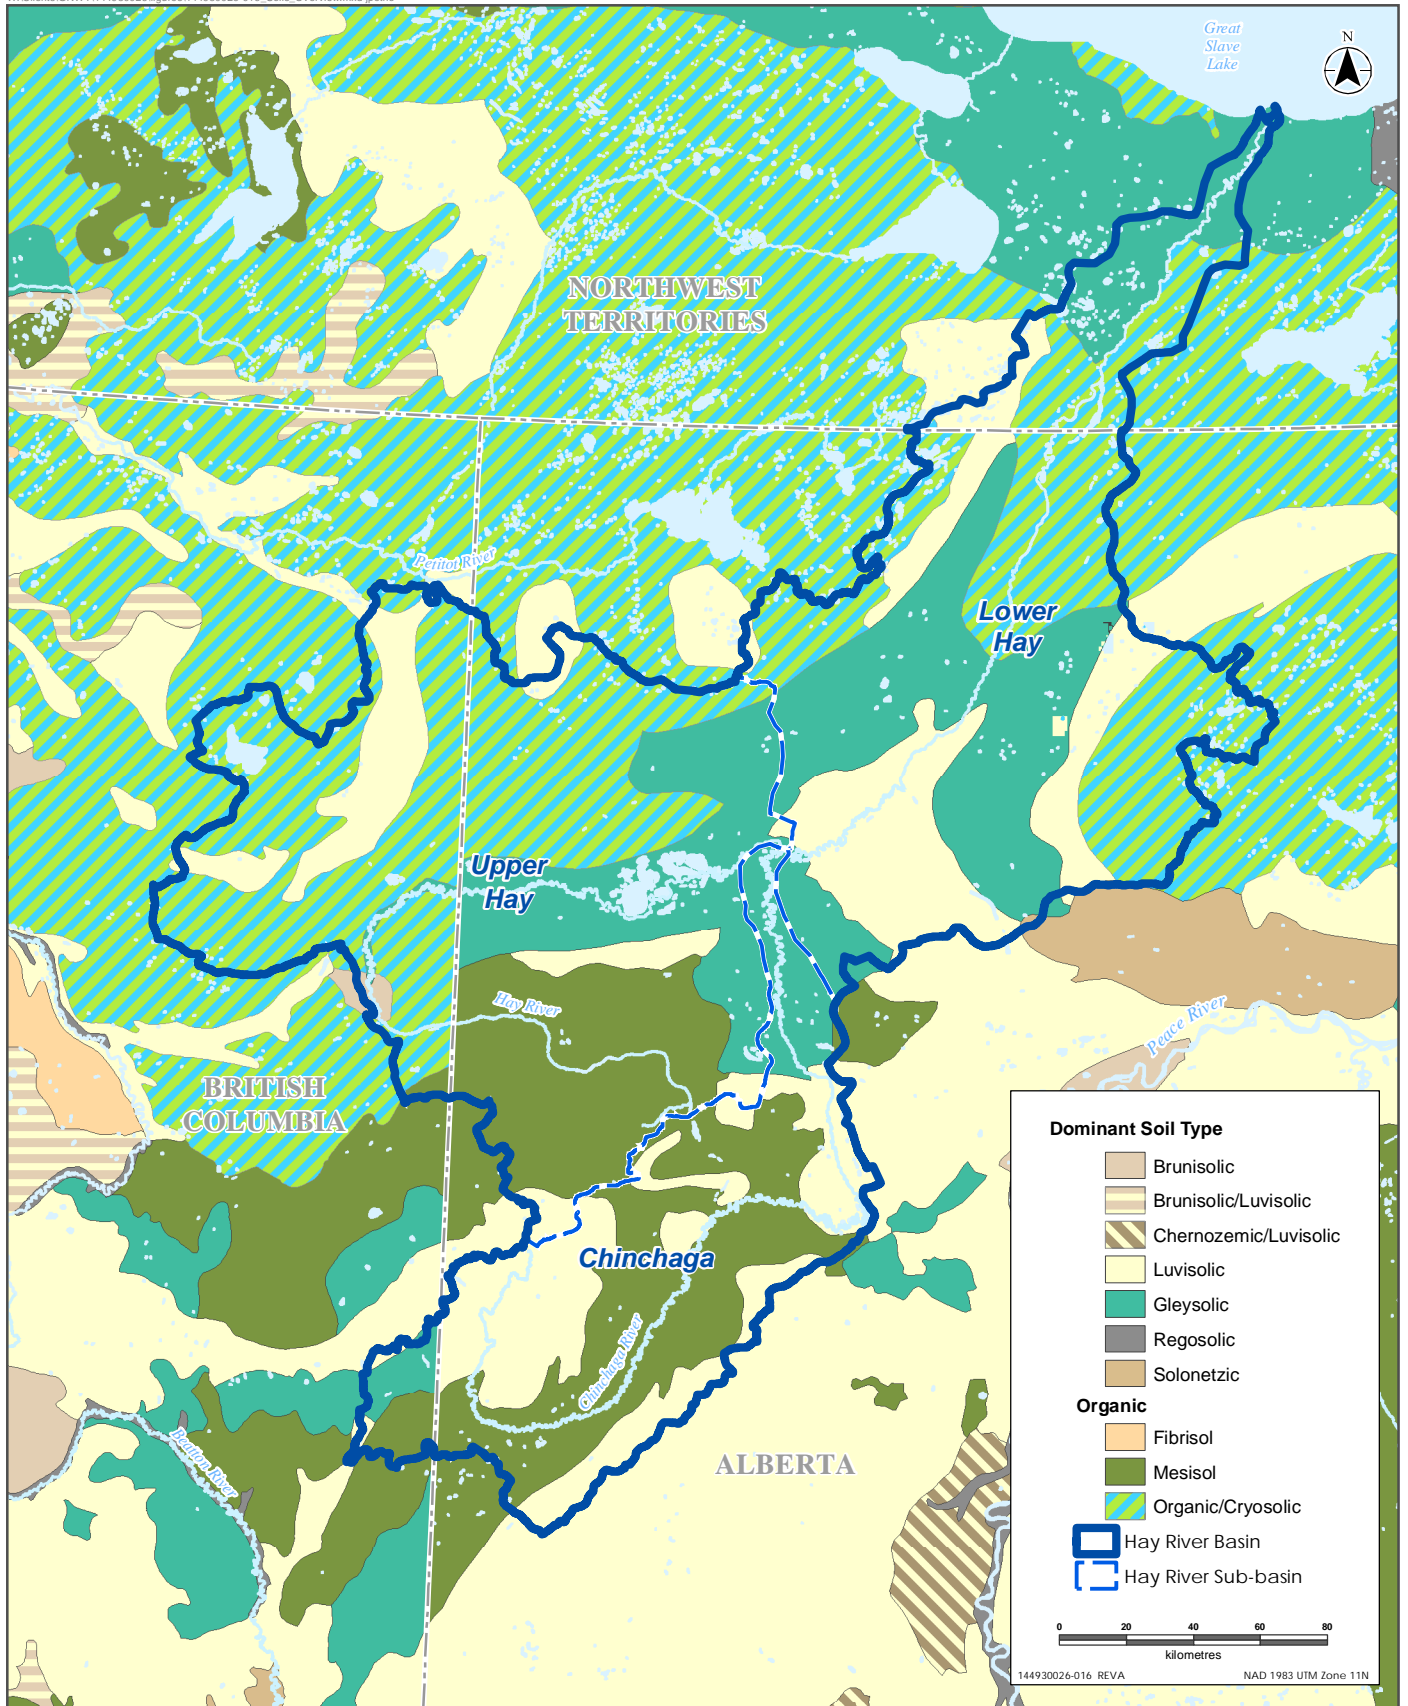 Great
Slave
Lake
N
NORTHWEST
TERRITORIES
Petitot River
Lower
Hay
Upper
Hay
Hay River
Peace River
BRITISH
COLUMBIA
Chinchaga
Chinchaga River
Beatton River
ALBERTA
Dominant Soil Type
Brunisolic
Brunisolic/Luvisolic
Chernozemic/Luvisolic
Luvisolic
Gleysolic
Regosolic
Solonetzic
Organic
Fibrisol
Mesisol
Organic/Cryosolic
Hay River Basin
Hay River Sub-basin
0 20 40 60 80
kilometres
144930026-016 REVA NAD 1983 UTM Zone 11N